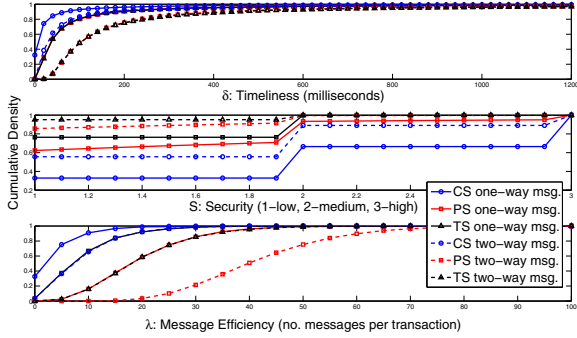 1
0.8
0.6
0.4
0.2
0
0 200 400 600 800 1000 1200
δ: Timeliness (milliseconds)
Cumulative Density
1
0.8
0.6
0.4
0.2
1 1.2 1.4 1.6 1.8 2 2.2 2.4 3
S: Security (1−low, 2−medium, 3−high)
CS one−way msg.
PS one−way msg.
TS one−way msg.
CS two−way msg.
PS two−way msg.
TS two−way msg.
1
0.8
0.6
0.4
0.2
0
0 10 20 30 40 50 60 70 80 90 100
λ: Message Efficiency (no. messages per transaction)